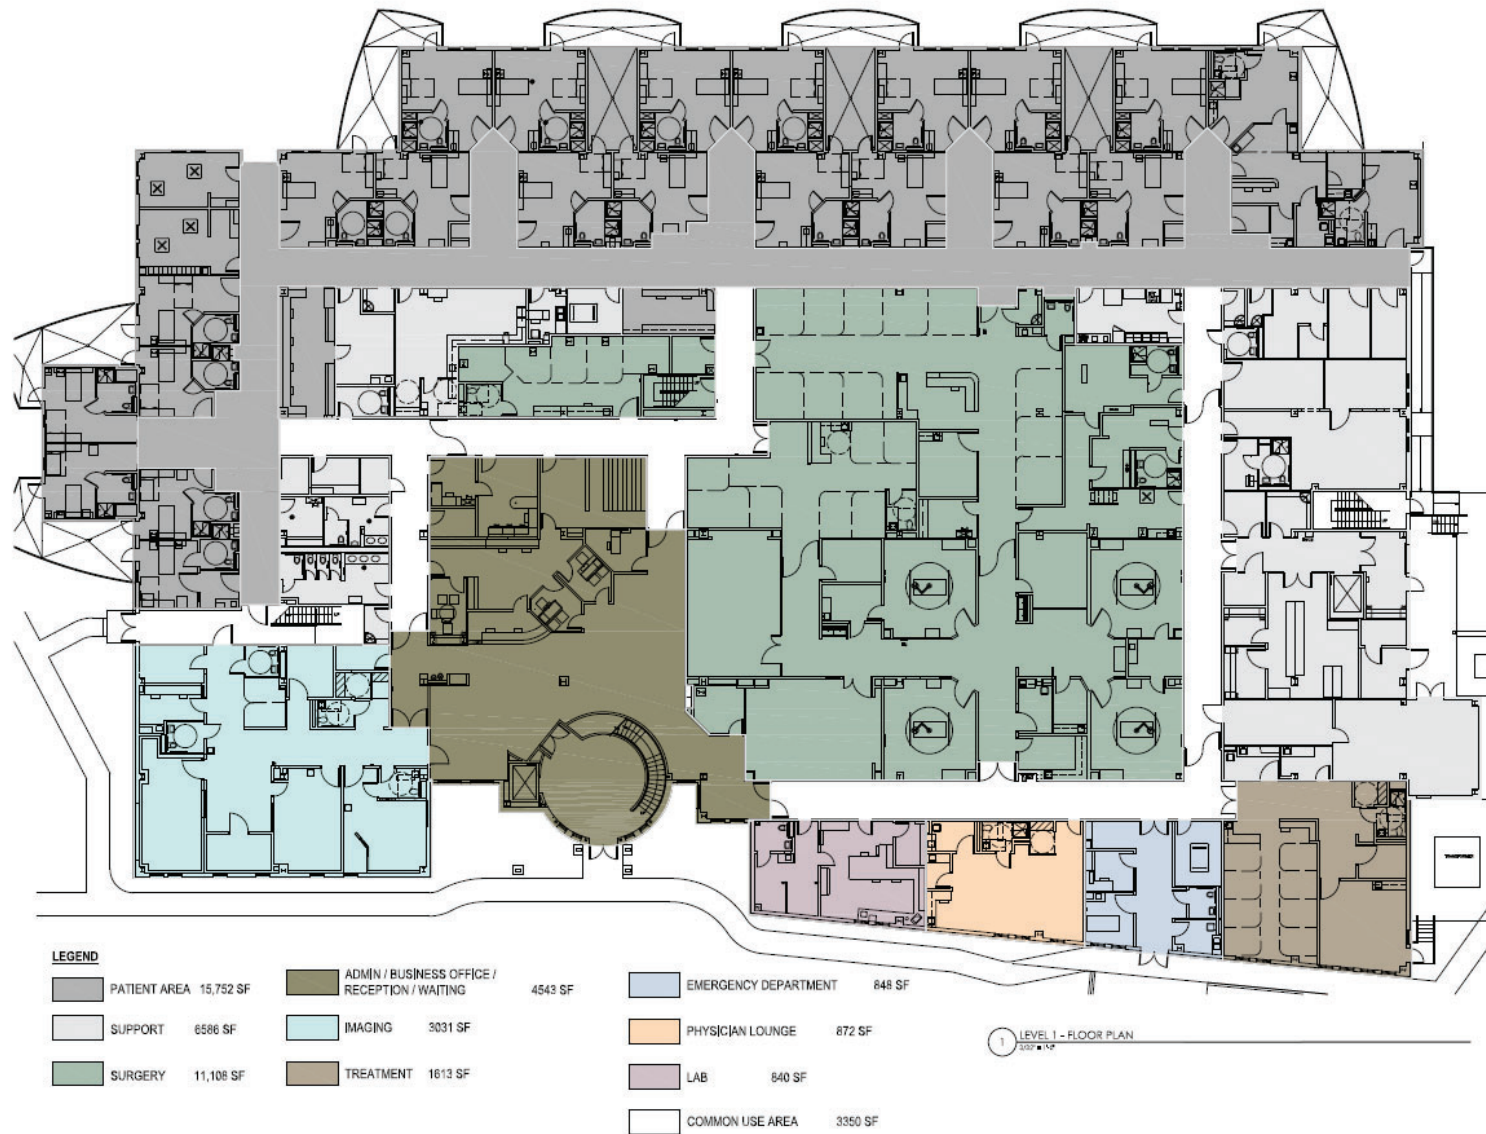 LEGEND
PATIENT AREA 15,752 SF
SUPPORT 6586 SF
SURGERY 11,108 SF
ADMIN / BUSINESS OFFICE /
RECEPTION / WAITING 4543 SF
IMAGING 3031 SF
TREATMENT 1613 SF
EMERGENCY DEPARTMENT 848 SF
PHYSICIAN LOUNGE 872 SF
LAB 840 SF
COMMON USE AREA 3350 SF
1
LEVEL 1 - FLOOR PLAN